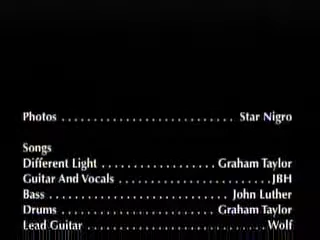 Photos . . . . . . . . . . . . . . . . . . . . . . . . . . . Star Nigro
Songs
Different Light . . . . . . . . . . . . . . . . . . Graham Taylor
Guitar And Vocals . . . . . . . . . . . . . . . . . . . . . . . . JBH
Bass . . . . . . . . . . . . . . . . . . . . . . . . . . . . . John Luther
Drums . . . . . . . . . . . . . . . . . . . . . . . . . Graham Taylor
Lead Guitar . . . . . . . . . . . . . . . . . . . . . . . . . . . . Wolf